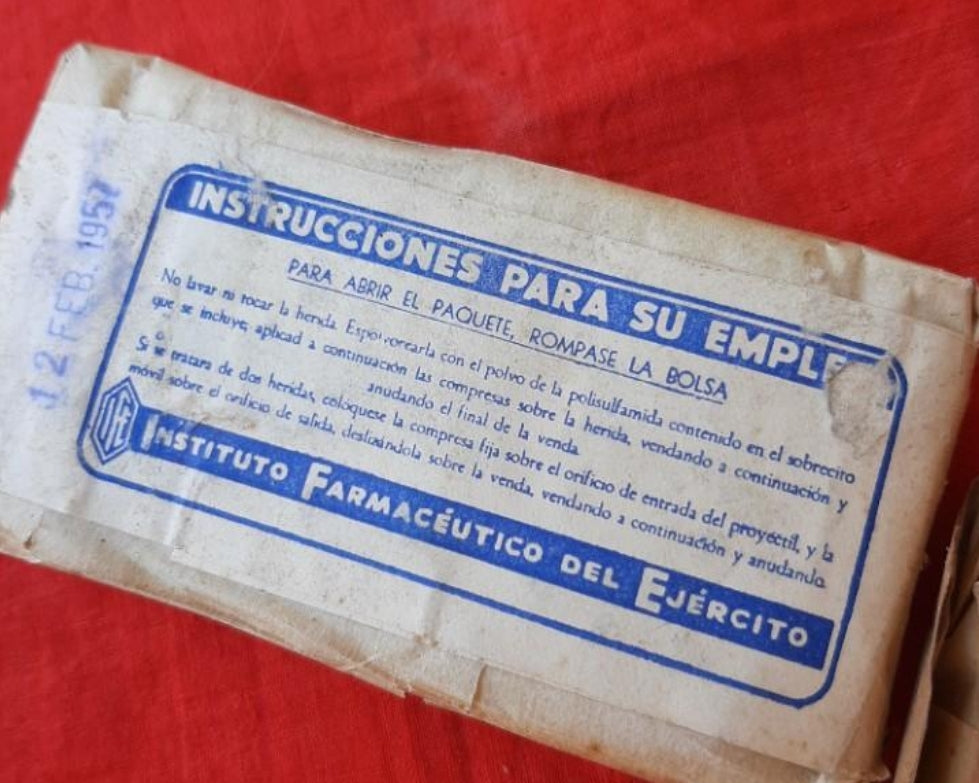 12 FEB. 1957
INSTRUCCIONES PARA SU EMPLE
PARA ABRIR EL PAQUETE, ROMPASE LA BOLSA
No lavar ni tocar la herida. Espolvorearla con el polvo de la polisulfamida contenido en el sobrecito
que se incluye; aplicad a continuación las compresas sobre la herida, vendando a continuación y
anudando el final de la venda
Si se tratara de dos heridas, colóquese la compresa fija sobre el orificio de entrada del proyectil, y la
móvil sobre el orificio de salida, deslizándola sobre la venda, vendando a continuación y anudando.
INSTITUTO FARMACÉUTICO DEL EJÉRCITO